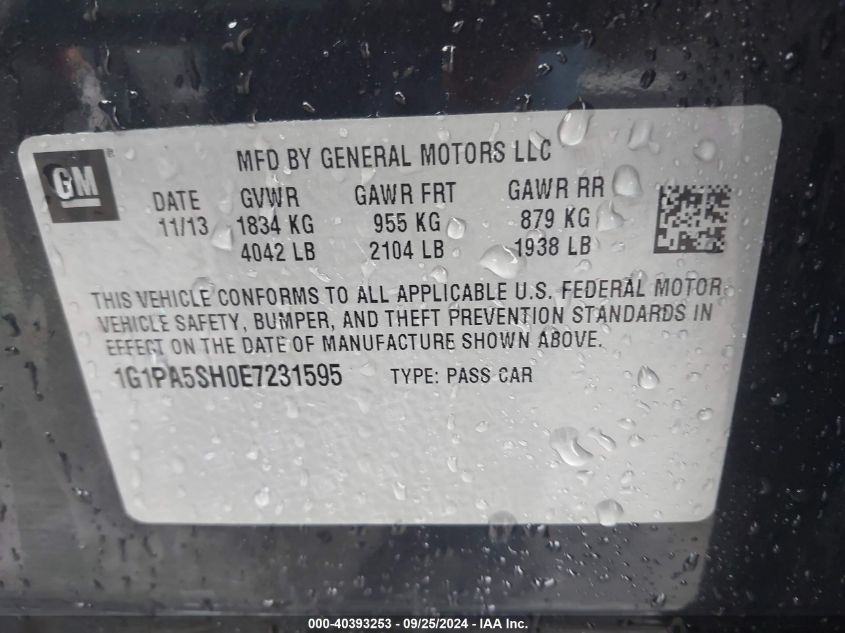 GM®
MFD BY GENERAL MOTORS LLC
DATE GVWR GAWR FRT GAWR RR
11/13 1834 KG 955 KG 879 KG
4042 LB 2104 LB 1938 LB
THIS VEHICLE CONFORMS TO ALL APPLICABLE U.S. FEDERAL MOTOR
VEHICLE SAFETY, BUMPER, AND THEFT PREVENTION STANDARDS IN
EFFECT ON THE DATE OF MANUFACTURE SHOWN ABOVE.
1G1PA5SH0E7231595 TYPE: PASS CAR
000-40393253 - 09/25/2024 - IAA Inc.